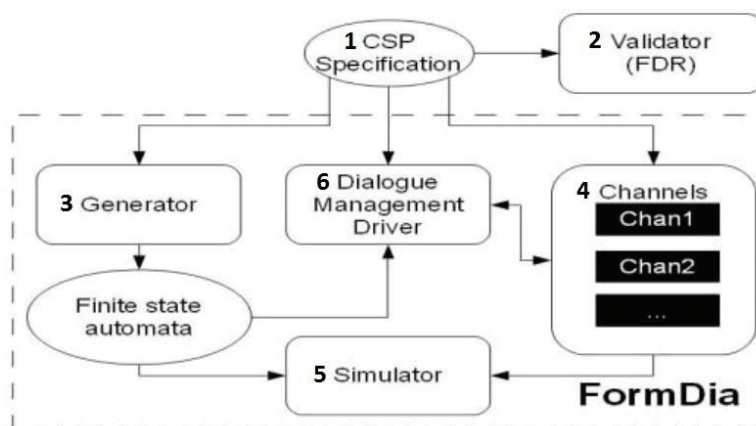 1 CSP
Specification
2 Validator
(FDR)
3 Generator
6 Dialogue
Management
Driver
4 Channels
Chan1
Chan2
...
Finite state
automata
5 Simulator
FormDia